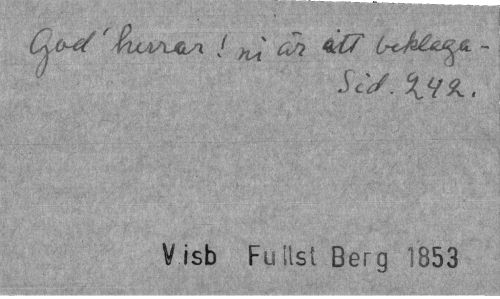 God' herrar! ni är att beklaga -
Sid. 242.
Visb Fullst Berg 1853